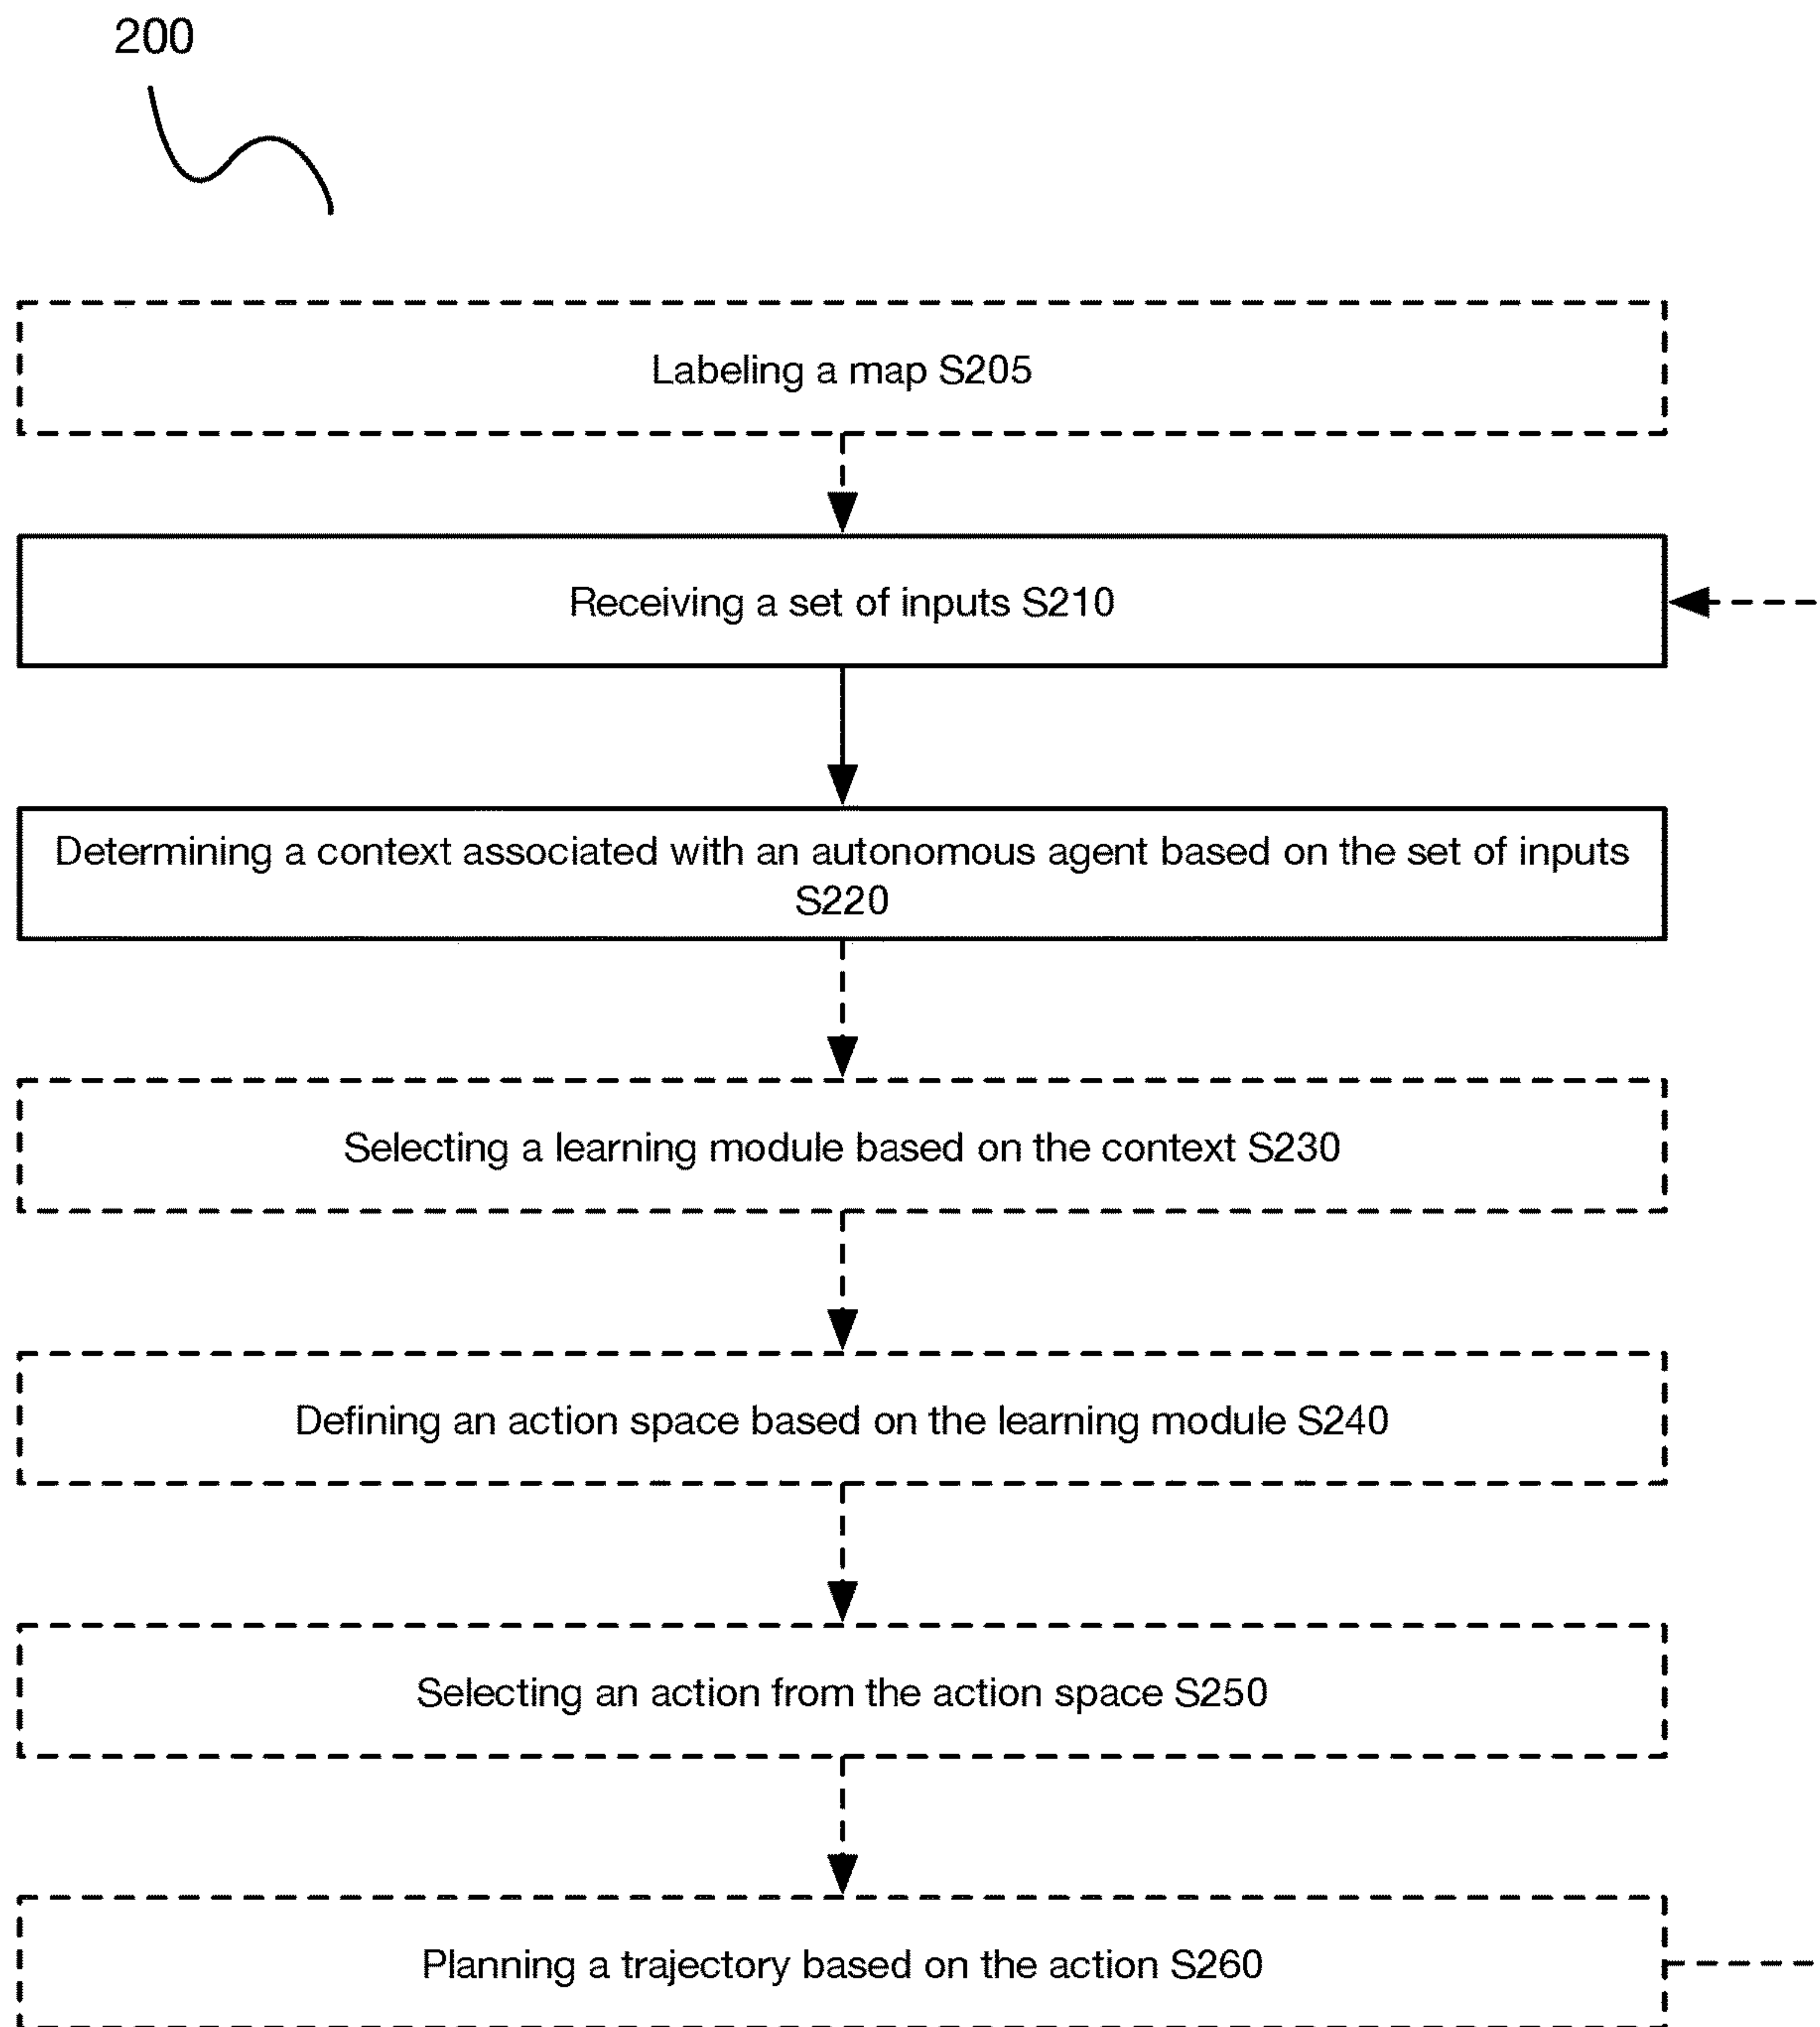 200
Labeling a map S205
Receiving a set of inputs S210
Determining a context associated with an autonomous agent based on the set of inputs
S220
Selecting a learning module based on the context S230
Defining an action space based on the learning module S240
Selecting an action from the action space S250
Planning a trajectory based on the action S260